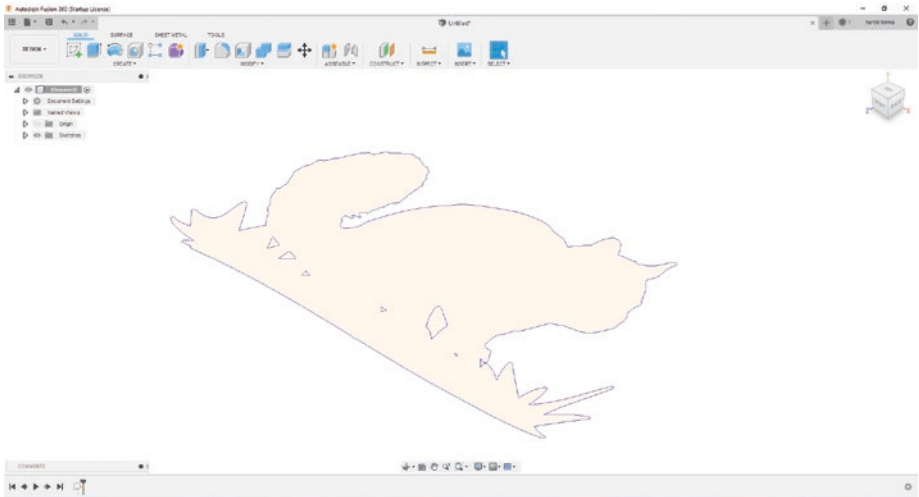 Autodesk Fusion 360 (Startup License)
Untitled*
DESIGN
SOLID SURFACE SHEET METAL TOOLS
CREATE MODIFY ASSEMBLE CONSTRUCT INSPECT INSERT SELECT
BROWSER
Document Settings
Named Views
Origin
Sketches
COMMENTS